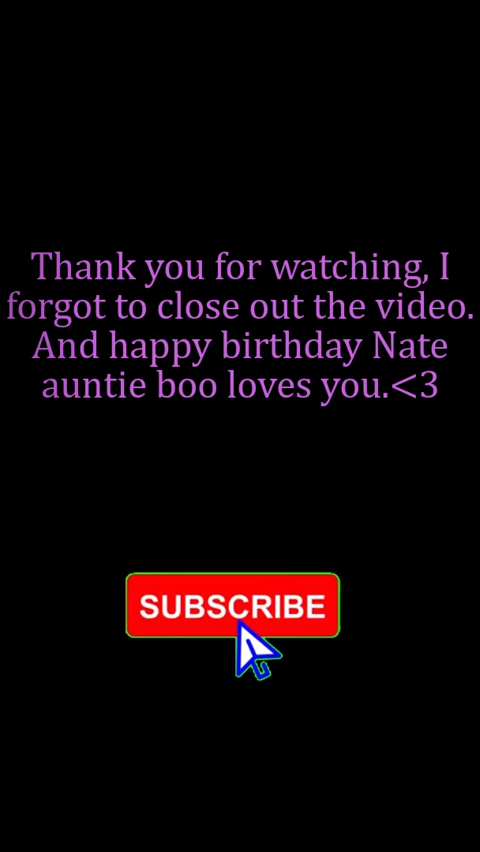 Thank you for watching, I
forgot to close out the video.
And happy birthday Nate
auntie boo loves you.<3
SUBSCRIBE